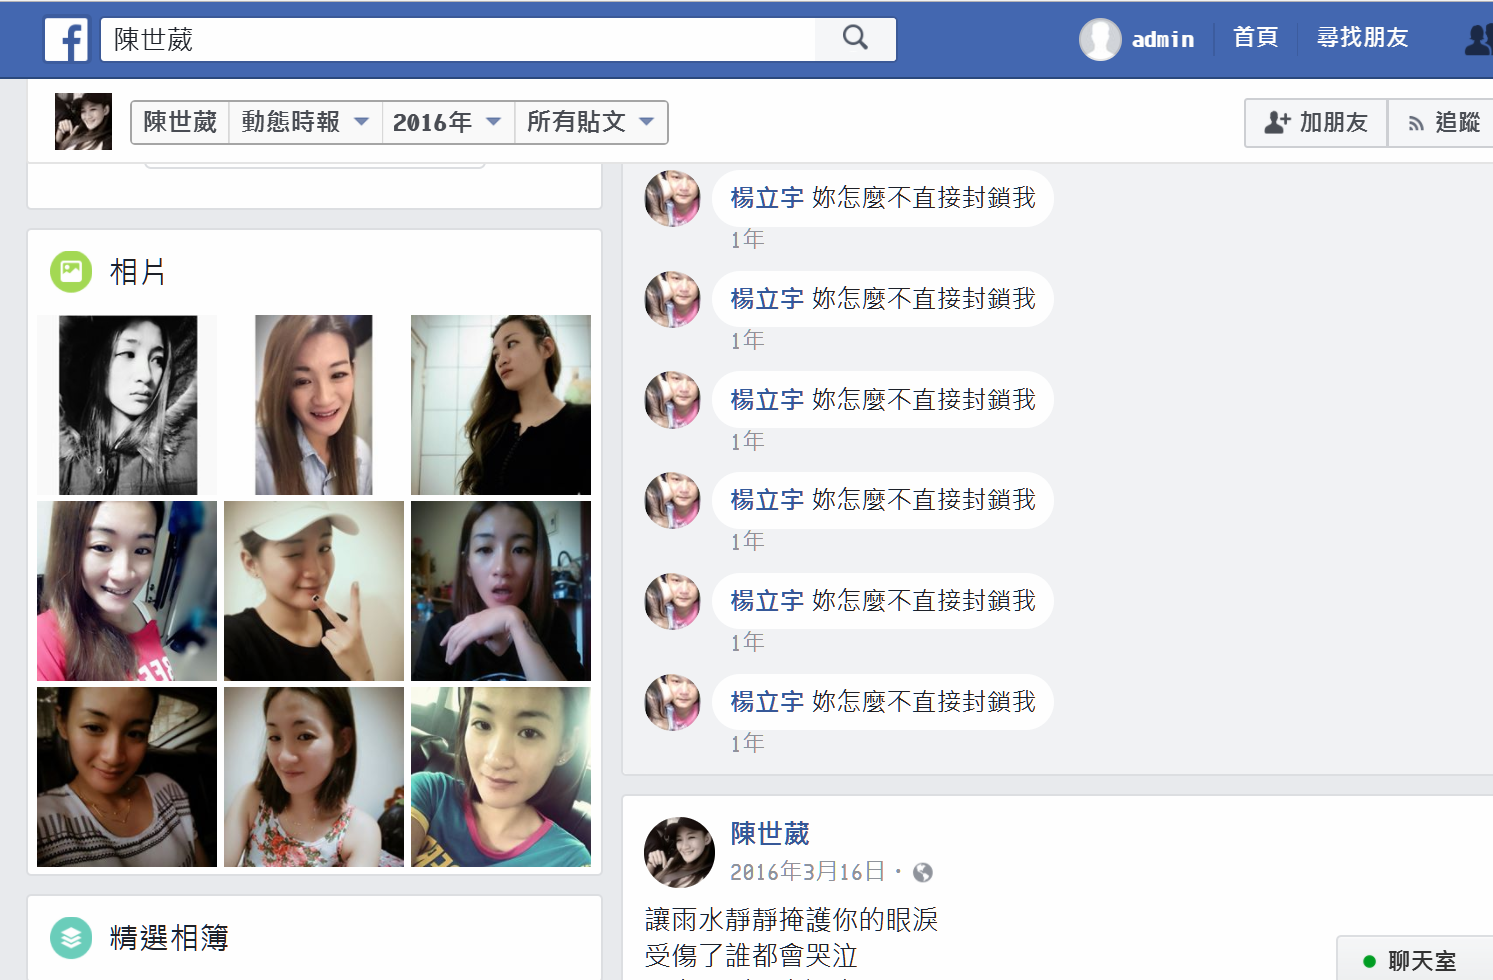 陳世葳
admin
首頁
尋找朋友
陳世葳
動態時報
2016年
所有貼文
加朋友
追蹤
相片
精選相簿
楊立宇 妳怎麼不直接封鎖我
1年
楊立宇 妳怎麼不直接封鎖我
1年
楊立宇 妳怎麼不直接封鎖我
1年
楊立宇 妳怎麼不直接封鎖我
1年
楊立宇 妳怎麼不直接封鎖我
1年
楊立宇 妳怎麼不直接封鎖我
1年
陳世葳
2016年3月16日 ·
讓雨水靜靜掩護你的眼淚
受傷了誰都會哭泣
聊天室